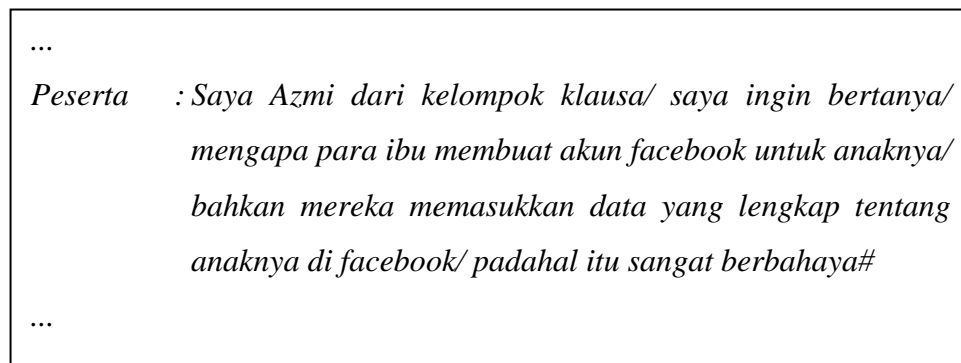 ...
Peserta : Saya Azmi dari kelompok klausa/ saya ingin bertanya/
mengapa para ibu membuat akun facebook untuk anaknya/
bahkan mereka memasukkan data yang lengkap tentang
anaknya di facebook/ padahal itu sangat berbahaya#
...